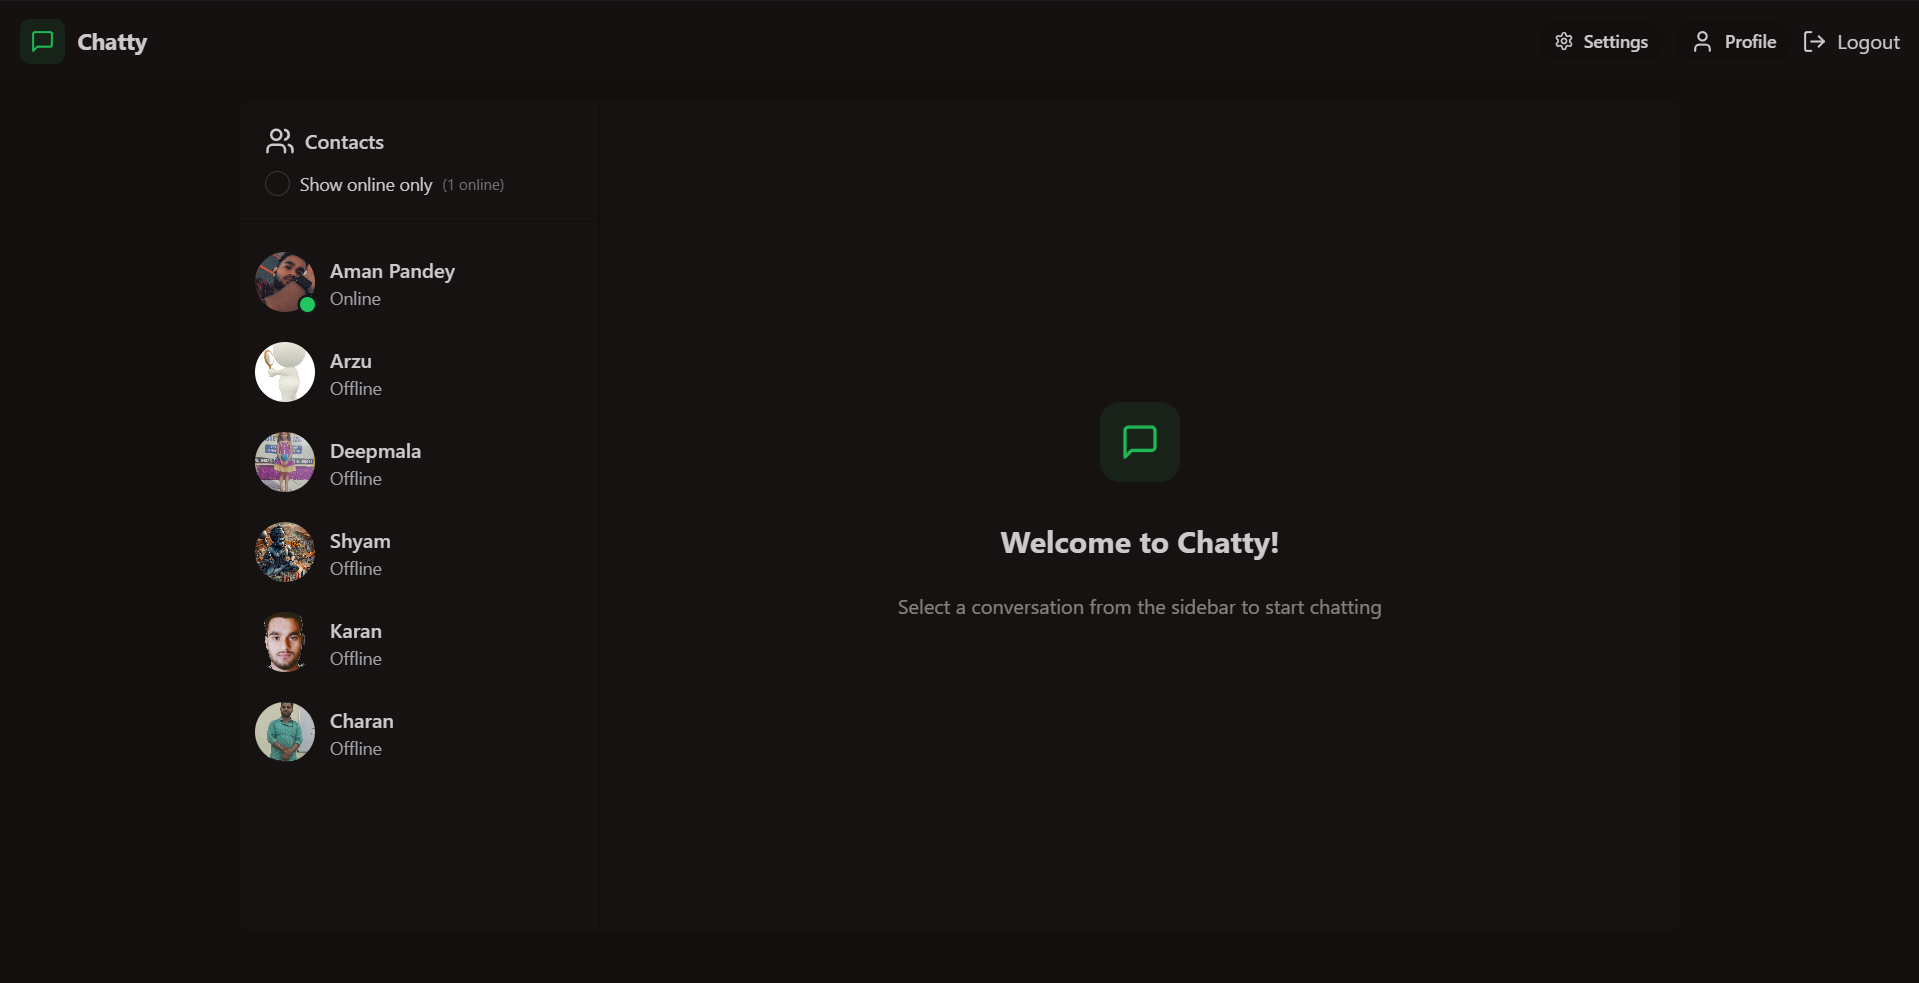 Chatty
Settings
Profile
Logout
Contacts
Show online only (1 online)
Aman Pandey
Online
Arzu
Offline
Deepmala
Offline
Shyam
Offline
Karan
Offline
Charan
Offline
Welcome to Chatty!
Select a conversation from the sidebar to start chatting